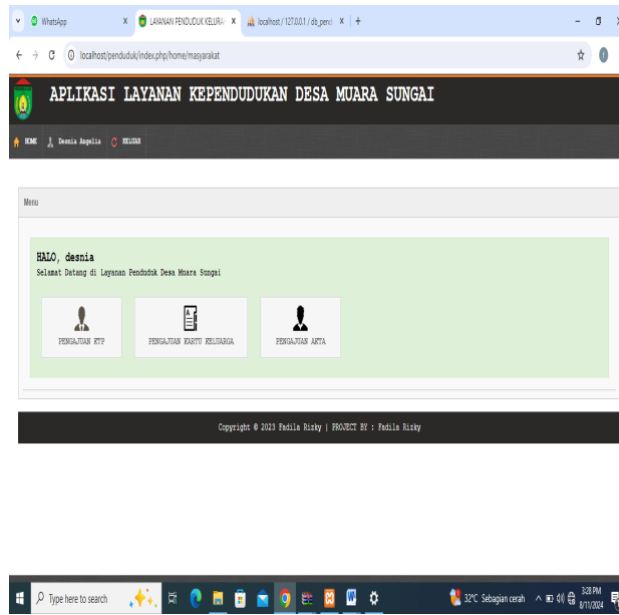 WhatsApp
LAYANAN PENDUDUK KELURA
localhost / 127.0.0.1 / db_pend
localhost/penduduk/index.php/home/masyarakat
APLIKASI LAYANAN KEPENDUDUKAN DESA MUARA SUNGAI
HOME Desnia Angelia KELUAR
Menu
HALO, desnia
Selamat Datang di Layanan Penduduk Desa Muara Sungai
PENGAJUAN KTP PENGAJUAN KARTU KELUARGA PENGAJUAN AKTA
Copyright © 2023 Fadila Rizky | PROJECT BY : Fadila Rizky
Type here to search
32°C Sebagian cerah
3:28 PM
8/11/2024